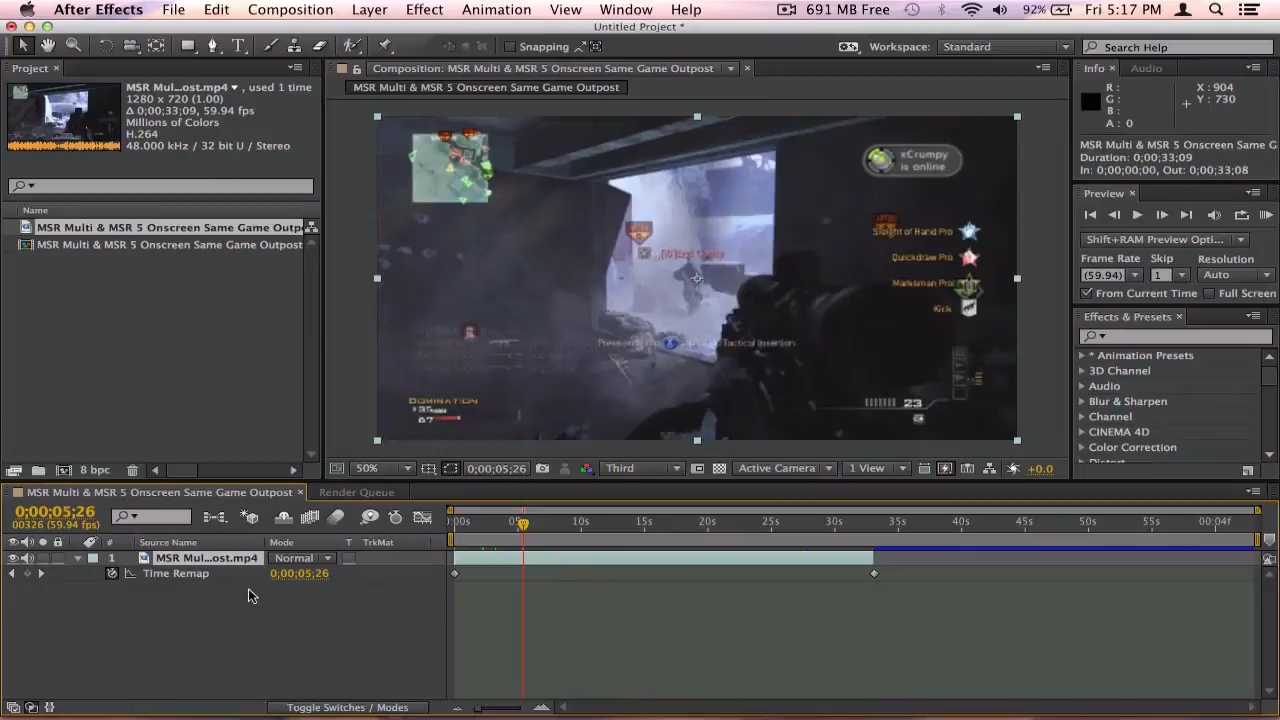 After Effects File Edit Composition Layer Effect Animation View Window Help 691 MB Free 92% Fri 5:17 PM
Untitled Project *
Snapping Workspace: Standard Search Help
Project Composition: MSR Multi & MSR 5 Onscreen Same Game Outpost Info Audio
MSR Mul...ost.mp4 , used 1 time
1280 x 720 (1.00)
Δ 0;00;33;09, 59.94 fps
Millions of Colors
H.264
48.000 kHz / 32 bit U / Stereo
MSR Multi & MSR 5 Onscreen Same Game Outpost
R : X : 904
G : Y : 730
B :
A : 0
MSR Multi & MSR 5 Onscreen Same G
Duration: 0;00;33;09
In: 0;00;00;00, Out: 0;00;33;08
Name
MSR Multi & MSR 5 Onscreen Same Game Outp
MSR Multi & MSR 5 Onscreen Same Game Outpost
xCrumpy
is online
Sleight of Hand Pro
Quickdraw Pro
Marksman Pro
Kick
Tactical Insertion
Domination
23
Preview
Shift+RAM Preview Opti...
Frame Rate Skip Resolution
(59.94) 1 Auto
From Current Time Full Screen
Effects & Presets
* Animation Presets
3D Channel
Audio
Blur & Sharpen
Channel
CINEMA 4D
Color Correction
8 bpc
50% 0;00;05;26 Third Active Camera 1 View +0.0
MSR Multi & MSR 5 Onscreen Same Game Outpost Render Queue
0;00;05;26
00326 (59.94 fps)
10s 15s 20s 25s 30s 35s 40s 45s 50s 55s 00:04f
# Source Name Mode T TrkMat
1 MSR Mul...ost.mp4 Normal
Time Remap 0;00;05;26
Toggle Switches / Modes